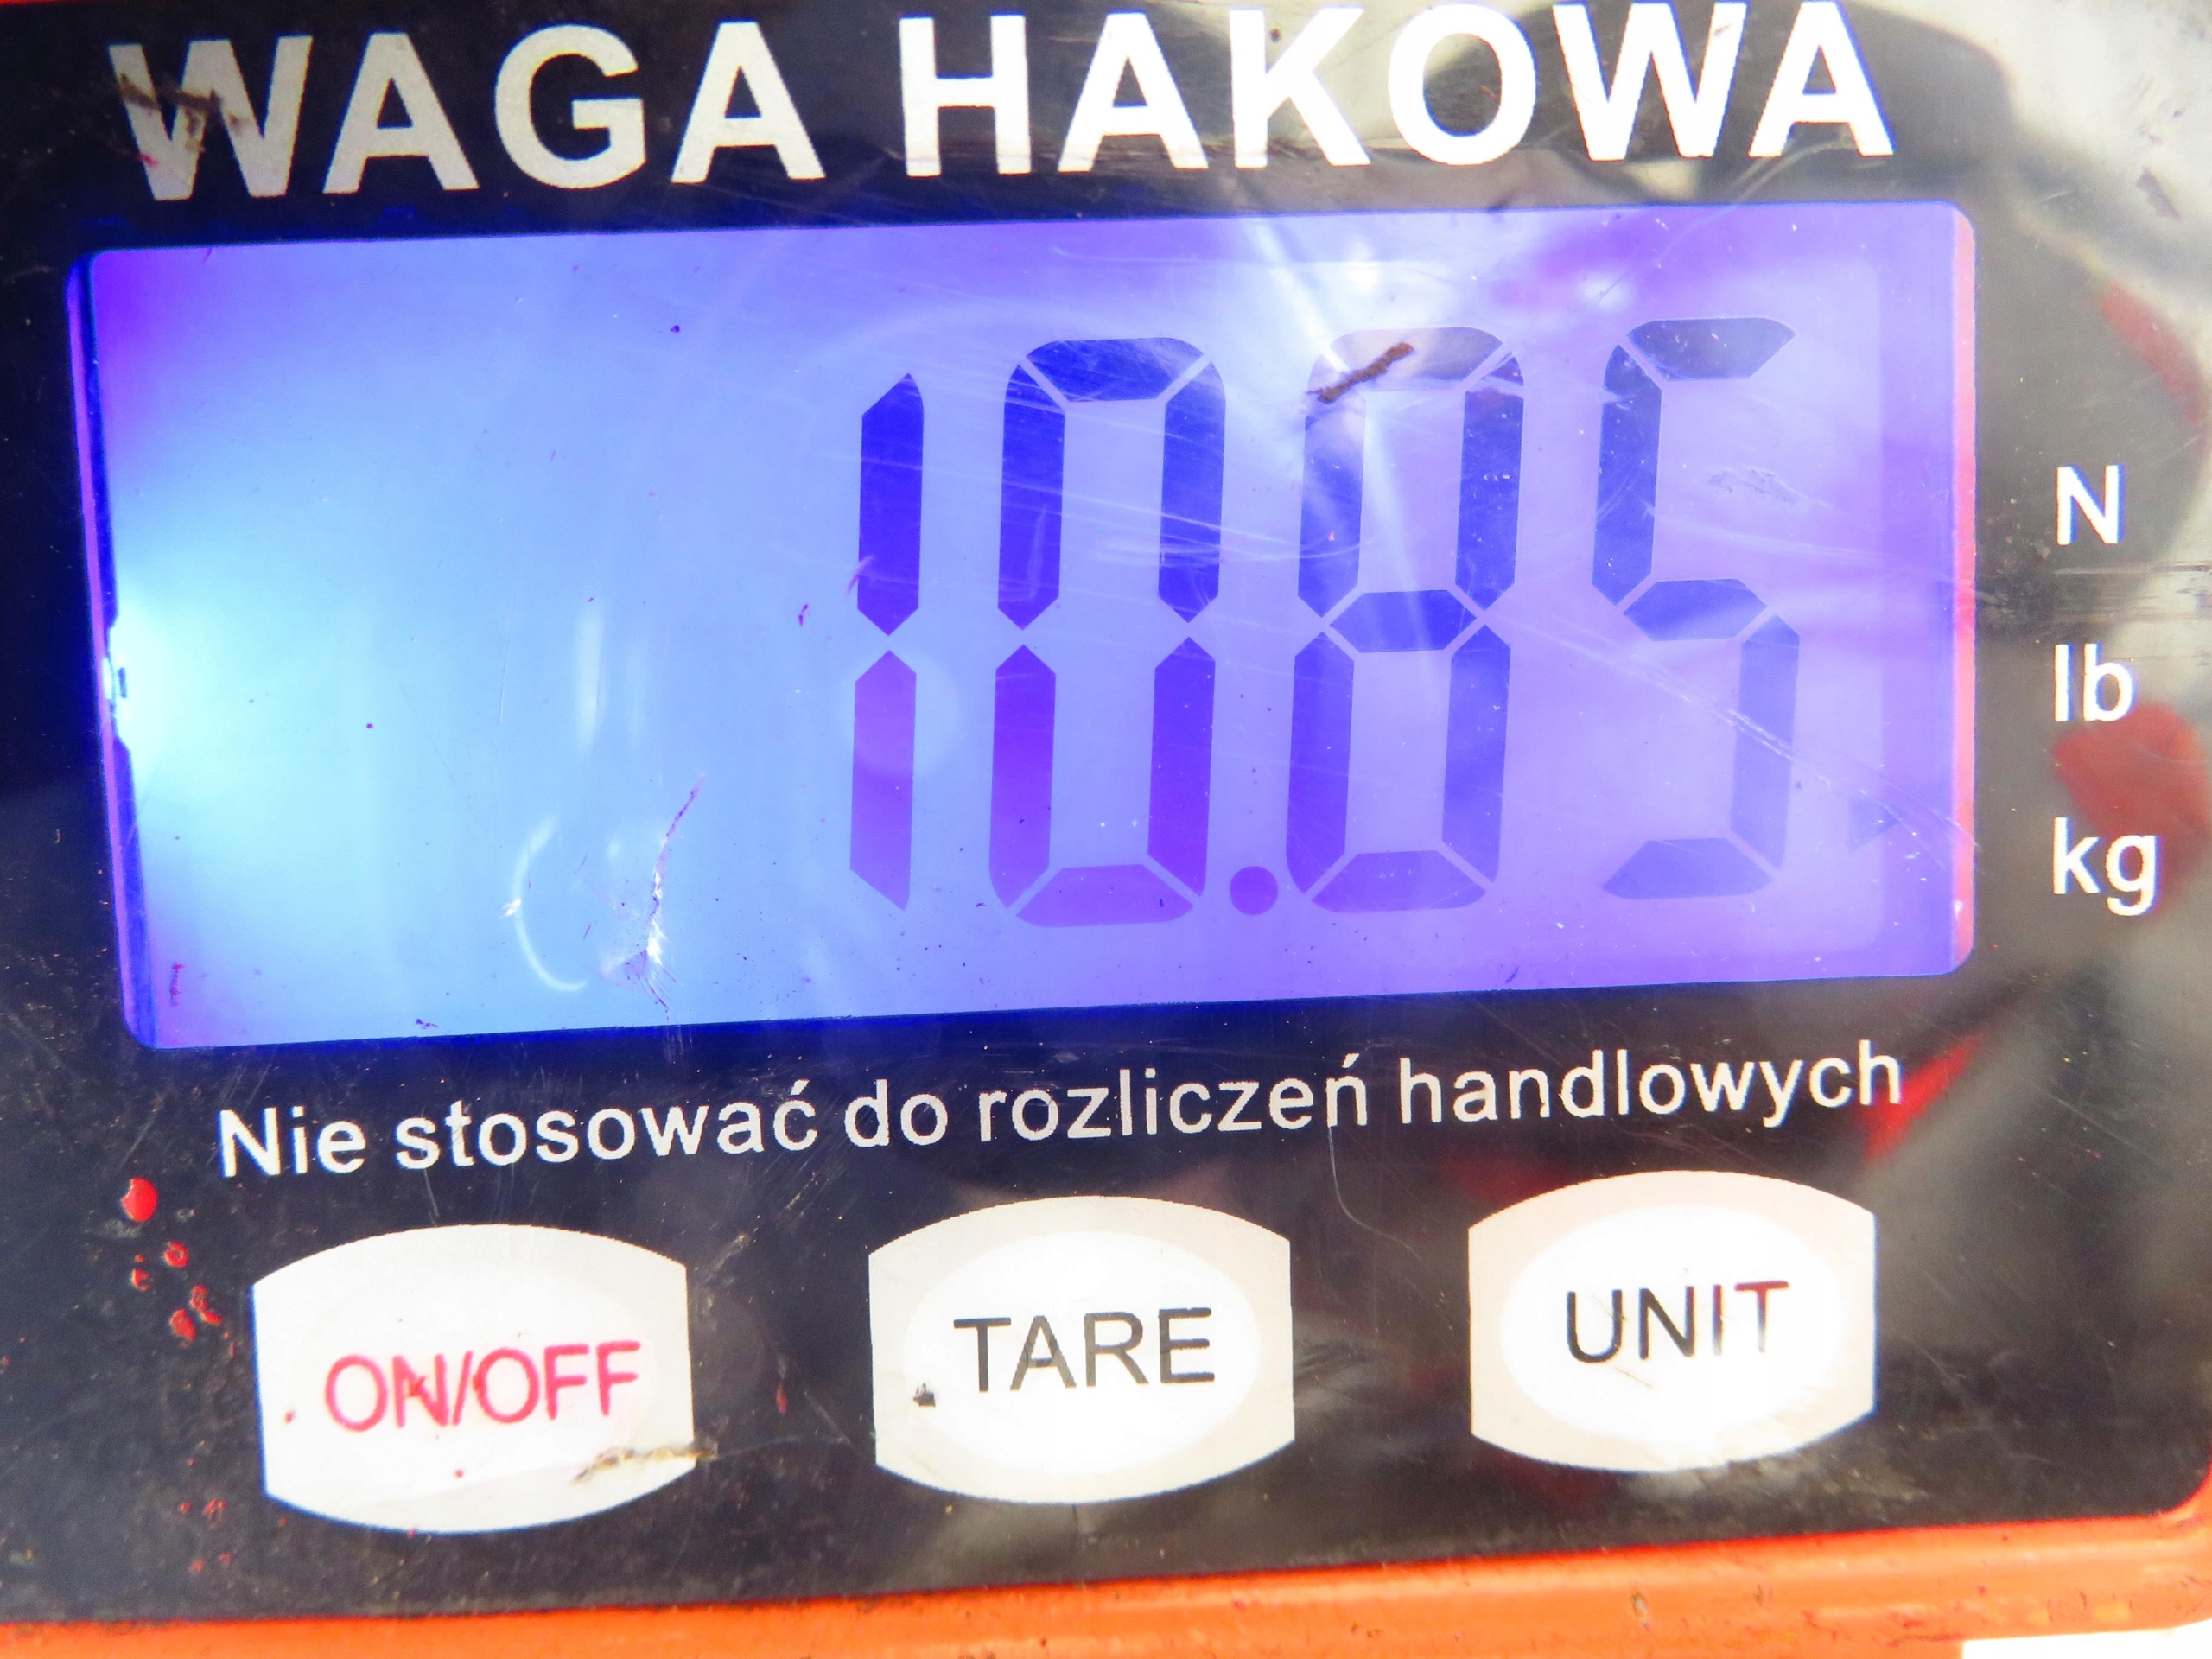 WAGA HAKOWA
10.85
N
lb
kg
Nie stosować do rozliczeń handlowych
ON/OFF
TARE
UNIT